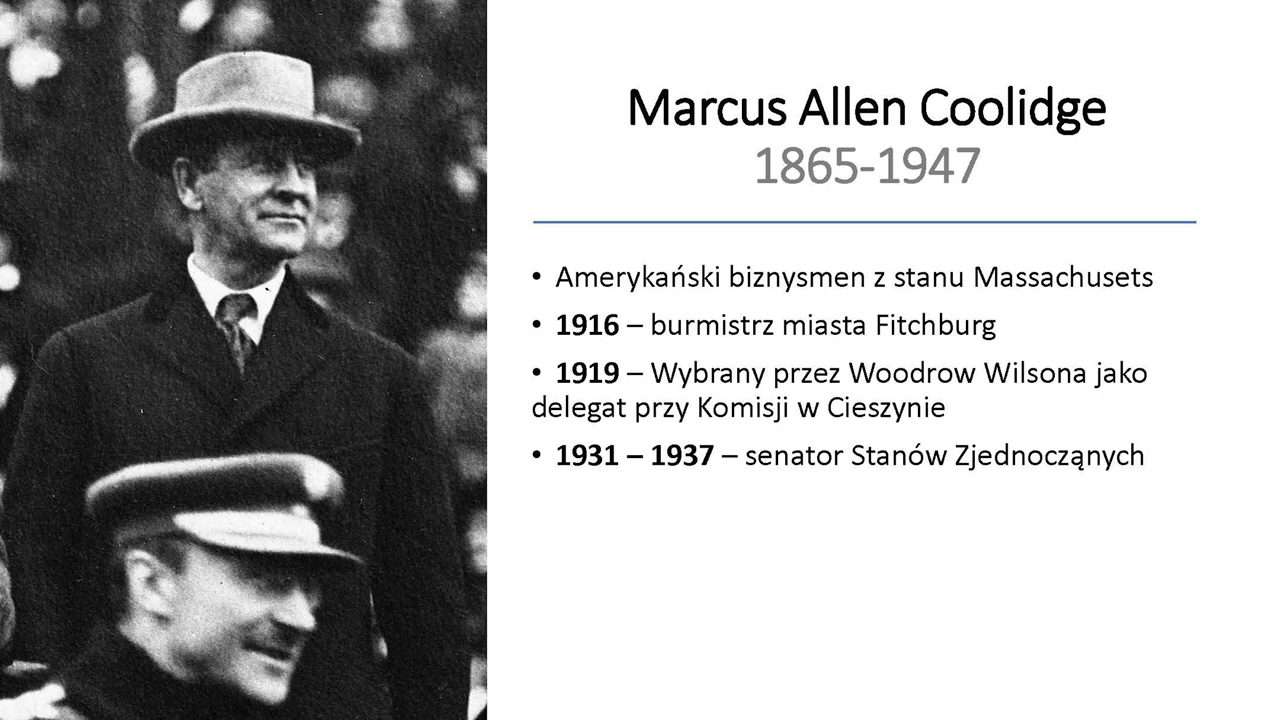 Marcus Allen Coolidge
1865-1947
• Amerykański biznysmen z stanu Massachusets
• 1916 – burmistrz miasta Fitchburg
• 1919 – Wybrany przez Woodrow Wilsona jako
delegat przy Komisji w Cieszynie
• 1931 – 1937 – senator Stanów Zjednocząnych